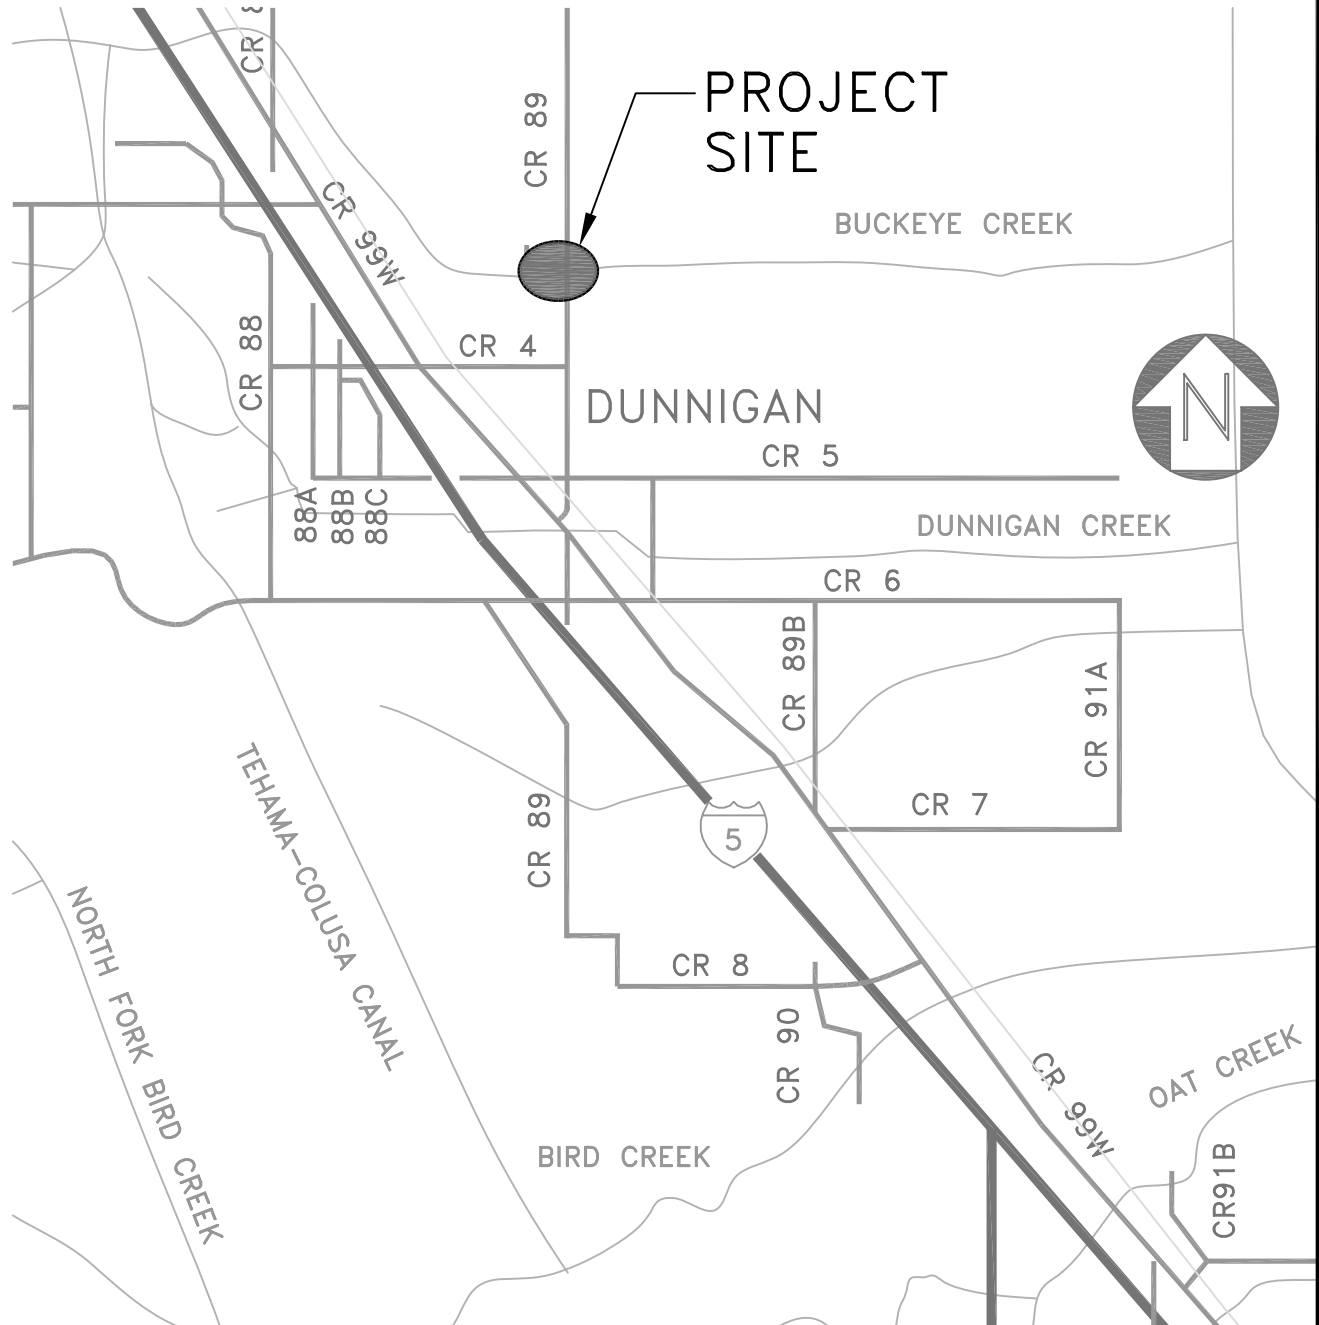 CR
CR 89
PROJECT
SITE
CR 99W
BUCKEYE CREEK
CR 88
CR 4
DUNNIGAN
N
CR 5
88A
88B
88C
DUNNIGAN CREEK
CR 6
CR 89B
CR 91A
TEHAMA-COLUSA CANAL
CR 89
5
CR 7
NORTH FORK BIRD CREEK
CR 8
CR 90
CR 99W
OAT CREEK
BIRD CREEK
CR91B